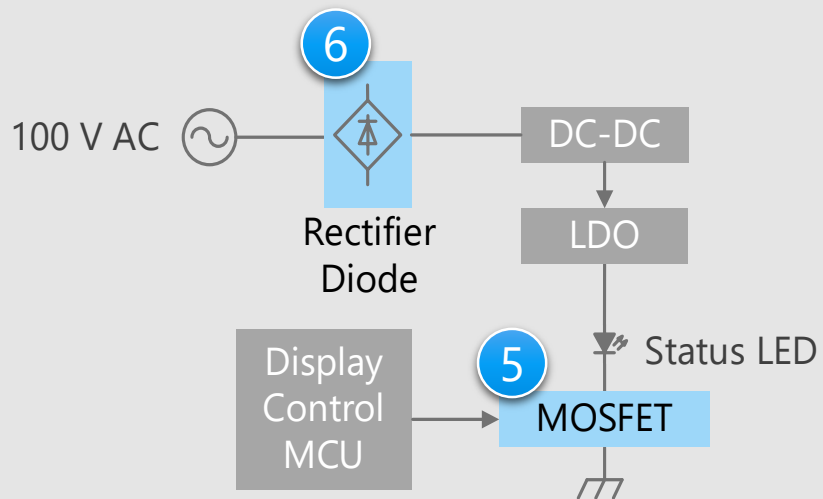 6
100 V AC
DC-DC
Rectifier
Diode
LDO
Status LED
5
Display
Control
MCU
MOSFET